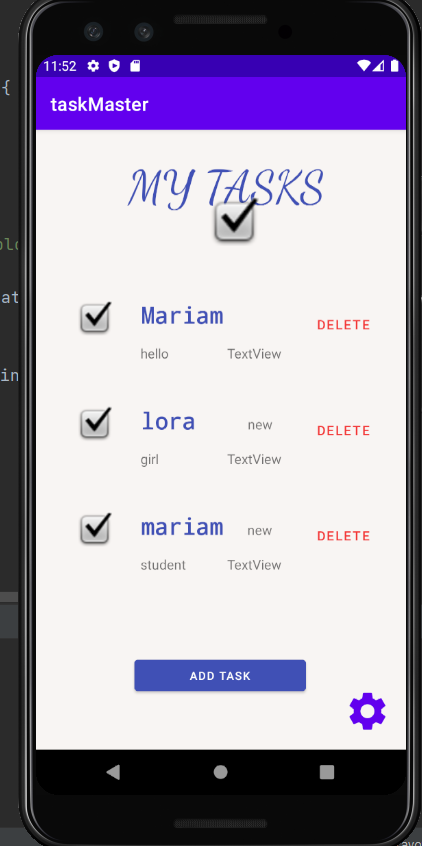 {
11:52
taskMaster
MY TASKS
Mariam
DELETE
hello TextView
lora new DELETE
girl TextView
mariam new DELETE
student TextView
ADD TASK